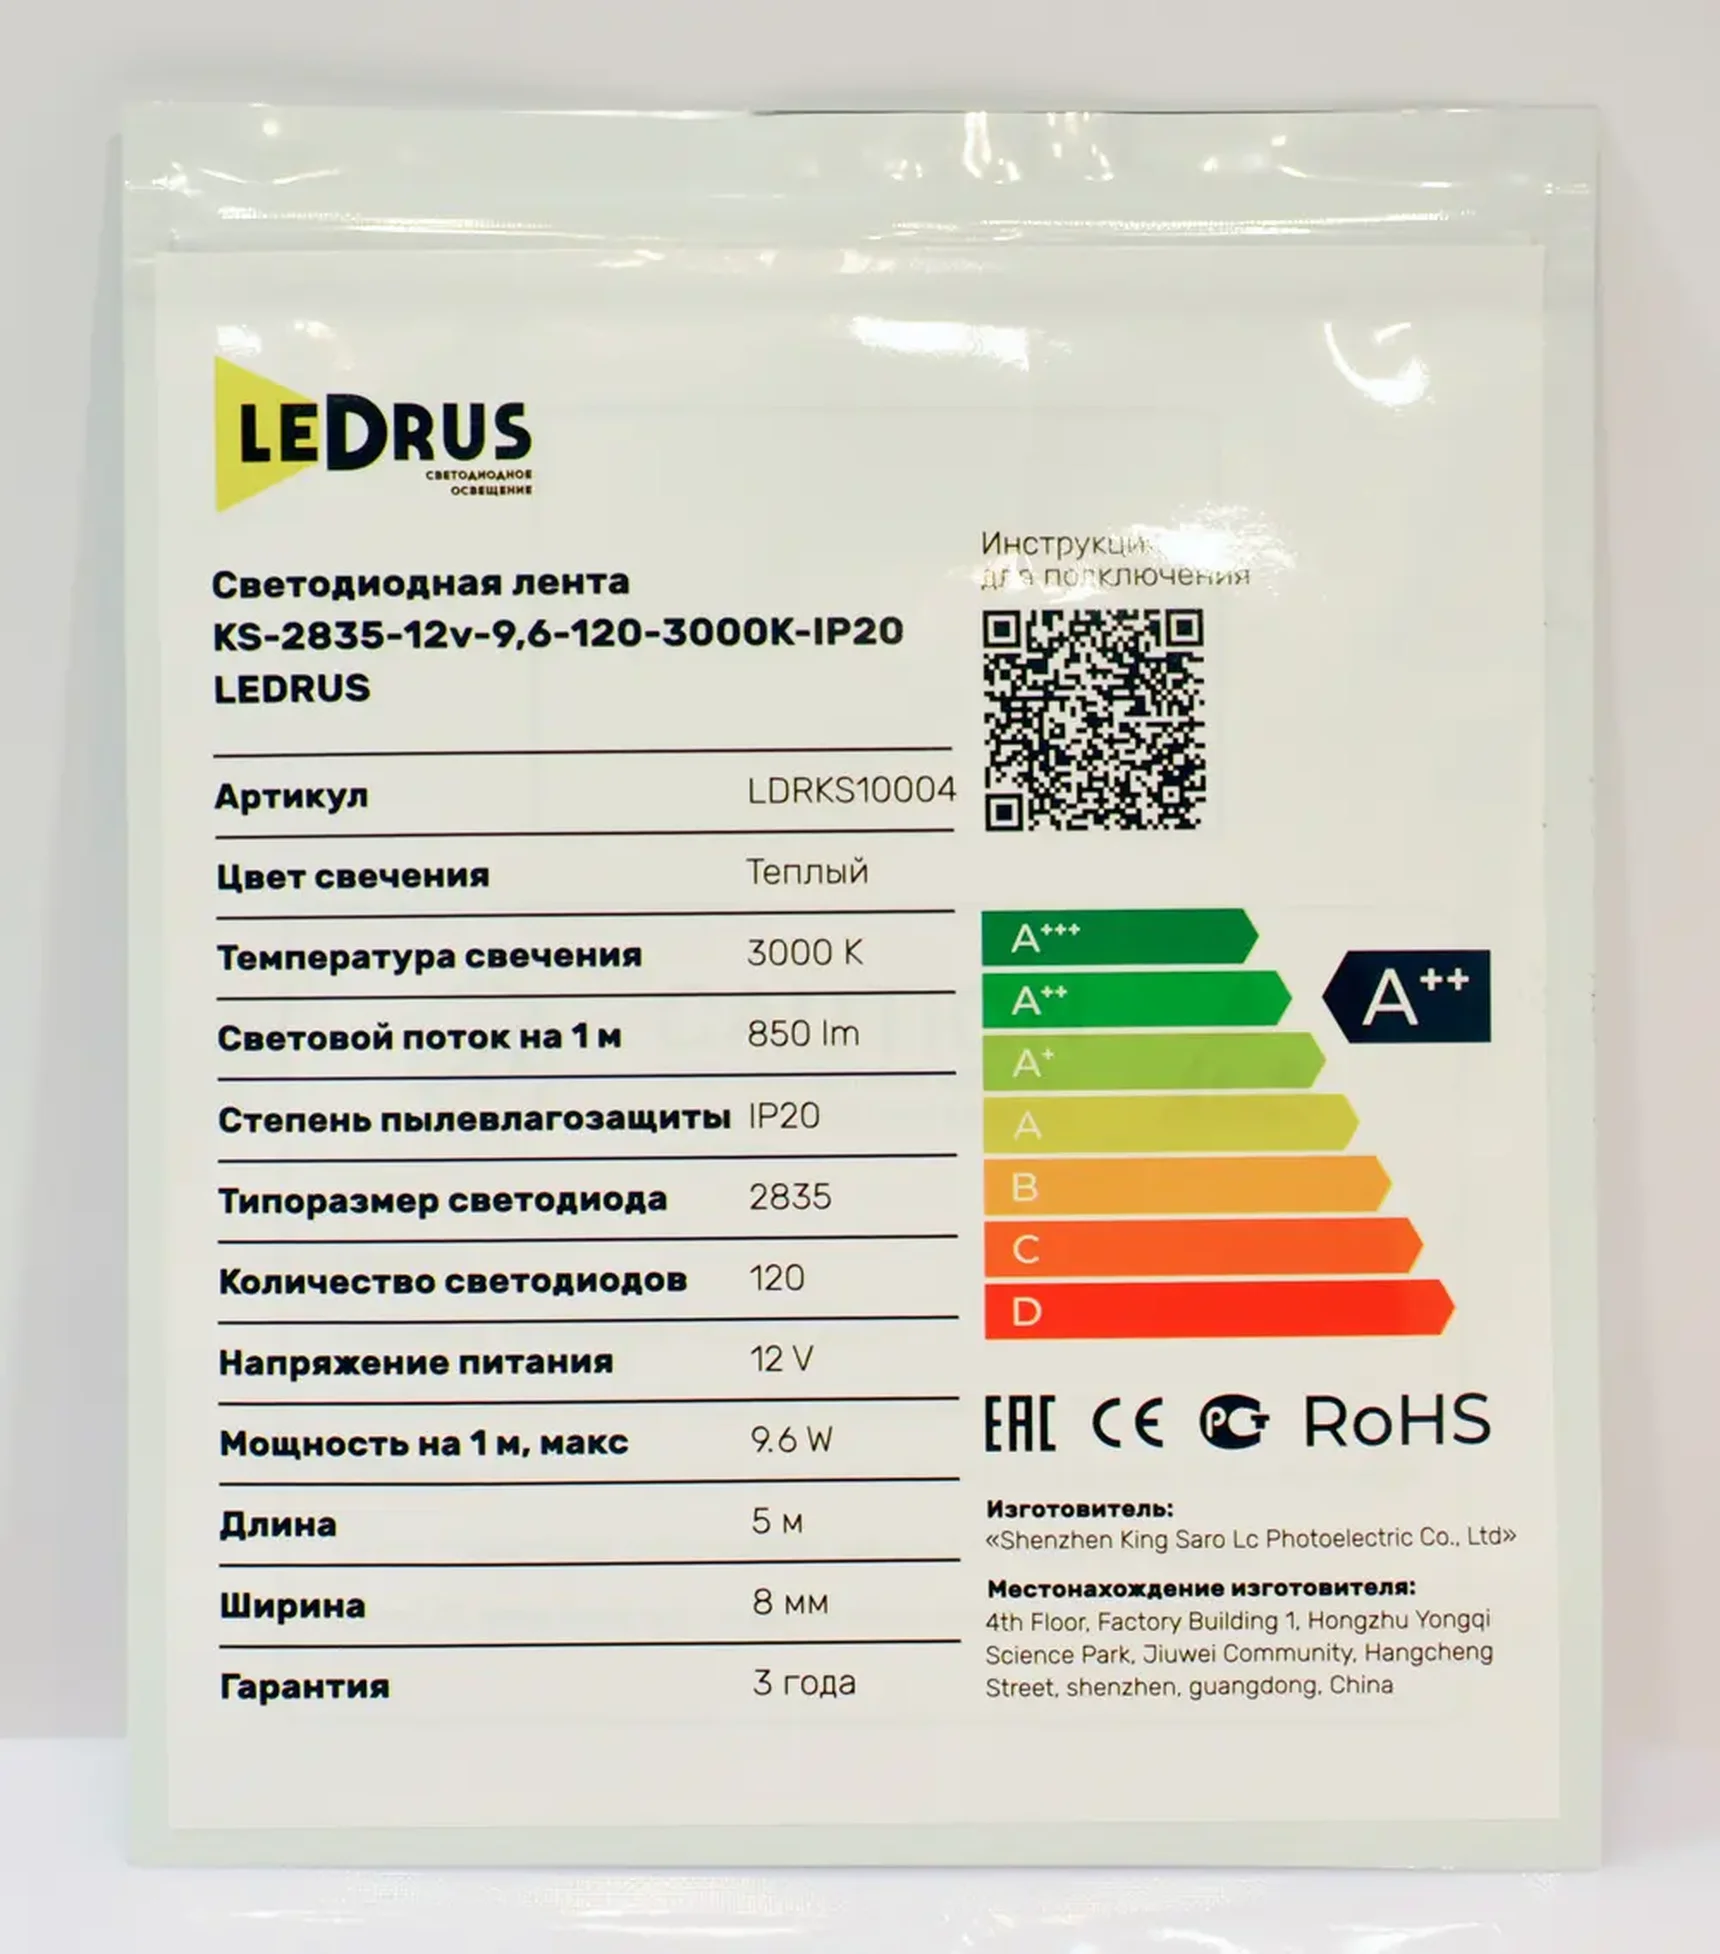 LEDRUS
СВЕТОДИОДНОЕ
ОСВЕЩЕНИЕ
Светодиодная лента
KS-2835-12v-9,6-120-3000K-IP20
LEDRUS
Артикул LDRKS10004
Цвет свечения Теплый
Температура свечения 3000 K
Световой поток на 1 м 850 lm
Степень пылевлагозащиты IP20
Типоразмер светодиода 2835
Количество светодиодов 120
Напряжение питания 12 V
Мощность на 1 м, макс 9.6 W
Длина 5 м
Ширина 8 мм
Гарантия 3 года
Инструкция
для подключения
A+++
A++
A++
A+
A
B
C
D
EAC CE РСТ RoHS
Изготовитель:
«Shenzhen King Saro Lc Photoelectric Co., Ltd»
Местонахождение изготовителя:
4th Floor, Factory Building 1, Hongzhu Yongqi
Science Park, Jiuwei Community, Hangcheng
Street, shenzhen, guangdong, China